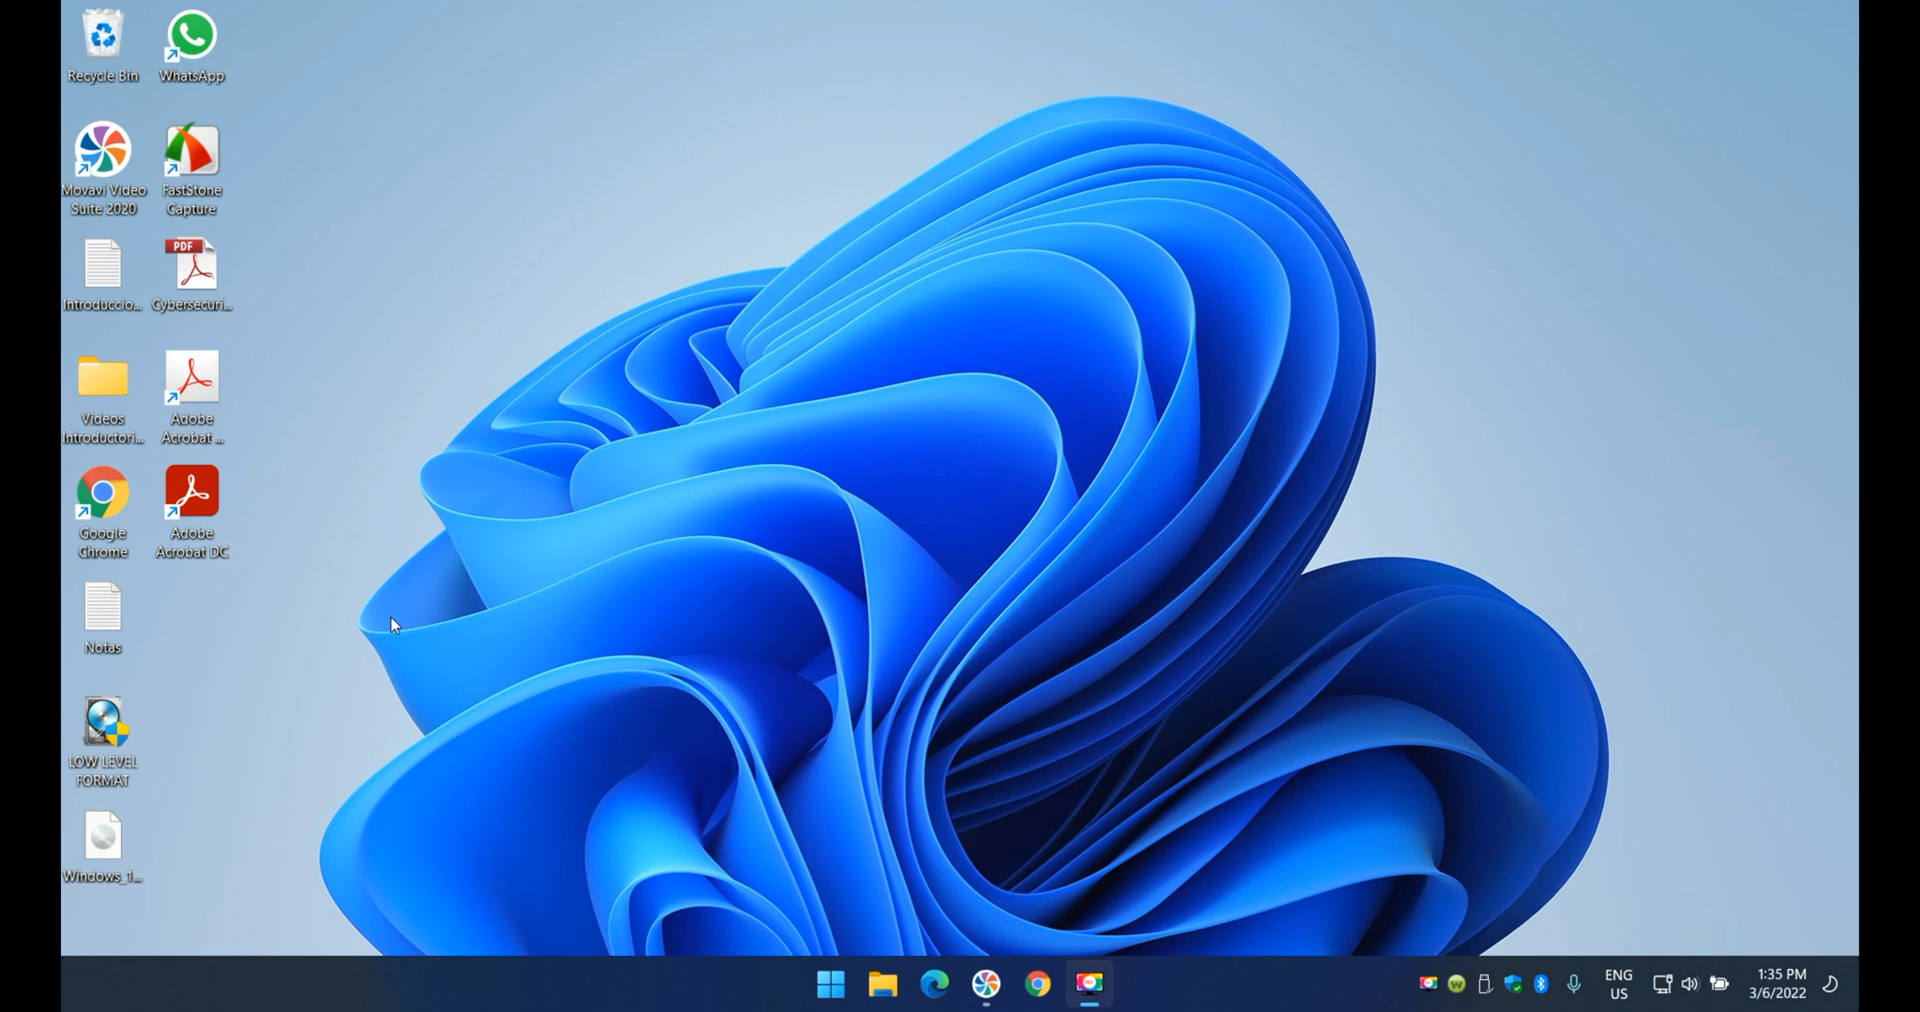 Recycle Bin
WhatsApp
Movavi Video
Suite 2020
FastStone
Capture
Introduccio...
PDF
Cybersecuri...
Videos
Introductori...
Adobe
Acrobat ...
Google
Chrome
Adobe
Acrobat DC
Notas
LOW LEVEL
FORMAT
Windows_1...
ENG
US
1:35 PM
3/6/2022